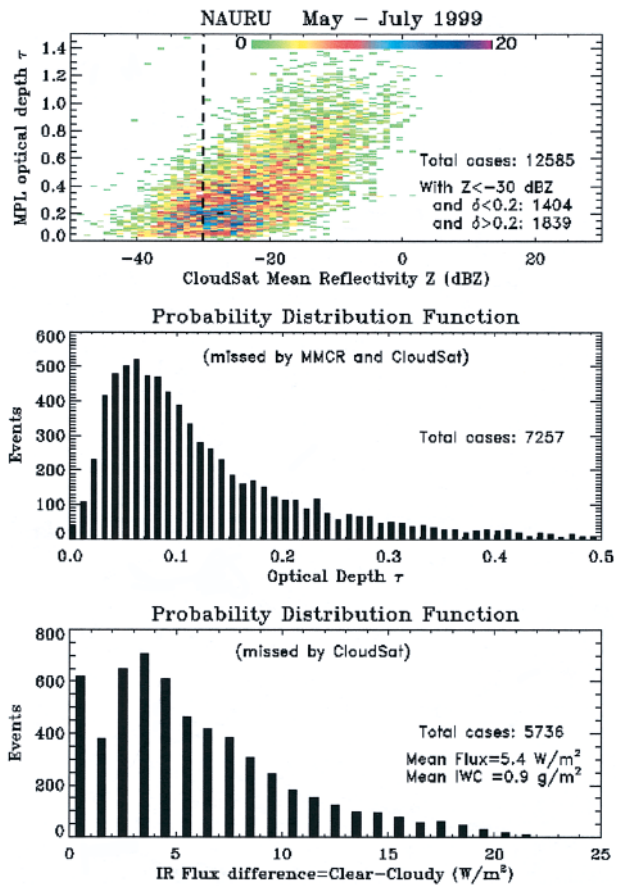 NAURU May - July 1999
0 20
1.4
1.2
1.0
0.8
0.6
0.4
0.2
0.0
MPL optical depth τ
Total cases: 12585
With Z<-30 dBZ
and δ<0.2: 1404
and δ>0.2: 1839
-40 -20 0 20
CloudSat Mean Reflectivity Z (dBZ)
Probability Distribution Function
(missed by MMCR and CloudSat)
600
500
400
300
200
100
0
Events
Total cases: 7257
0.0 0.1 0.2 0.3 0.4 0.5
Optical Depth τ
Probability Distribution Function
(missed by CloudSat)
800
600
400
200
0
Events
Total cases: 5736
Mean Flux=5.4 W/m²
Mean IWC =0.9 g/m²
0 5 10 15 20 25
IR Flux difference=Clear-Cloudy (W/m²)